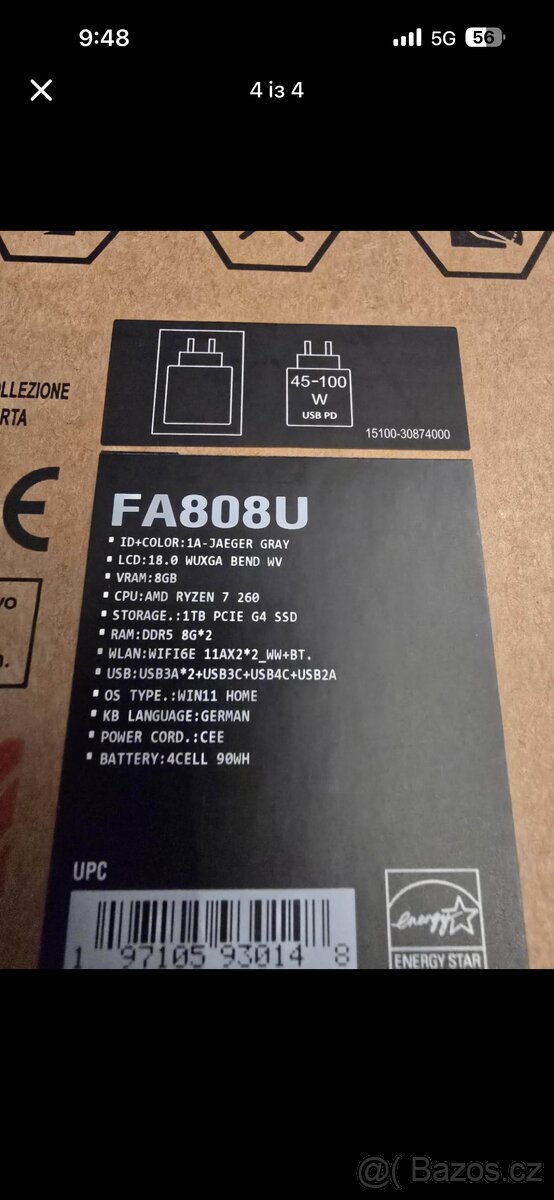 9:48
5G 56
4 із 4
OLLEZIONE
RTA
45-100
W
USB PD
15100-30874000
CE
FA808U
ID+COLOR:1A-JAEGER GRAY
LCD:18.0 WUXGA BEND WV
VRAM:8GB
CPU:AMD RYZEN 7 260
STORAGE.:1TB PCIE G4 SSD
RAM:DDR5 8G*2
WLAN:WIFI6E 11AX2*2_WW+BT.
USB:USB3A*2+USB3C+USB4C+USB2A
OS TYPE.:WIN11 HOME
KB LANGUAGE:GERMAN
POWER CORD.:CEE
BATTERY:4CELL 90WH
UPC
1 97105 93014 8
energy
ENERGY STAR
@( Bazos.cz